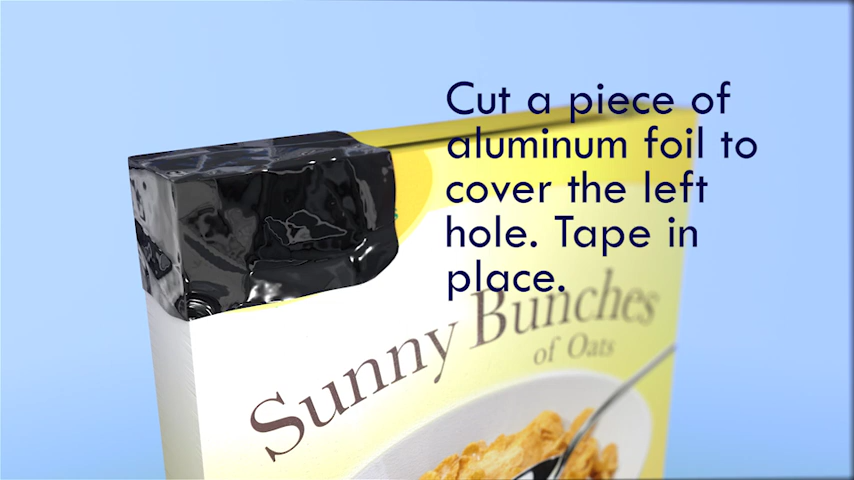 Cut a piece of
aluminum foil to
cover the left
hole. Tape in
place.
Sunny Bunches
of Oats